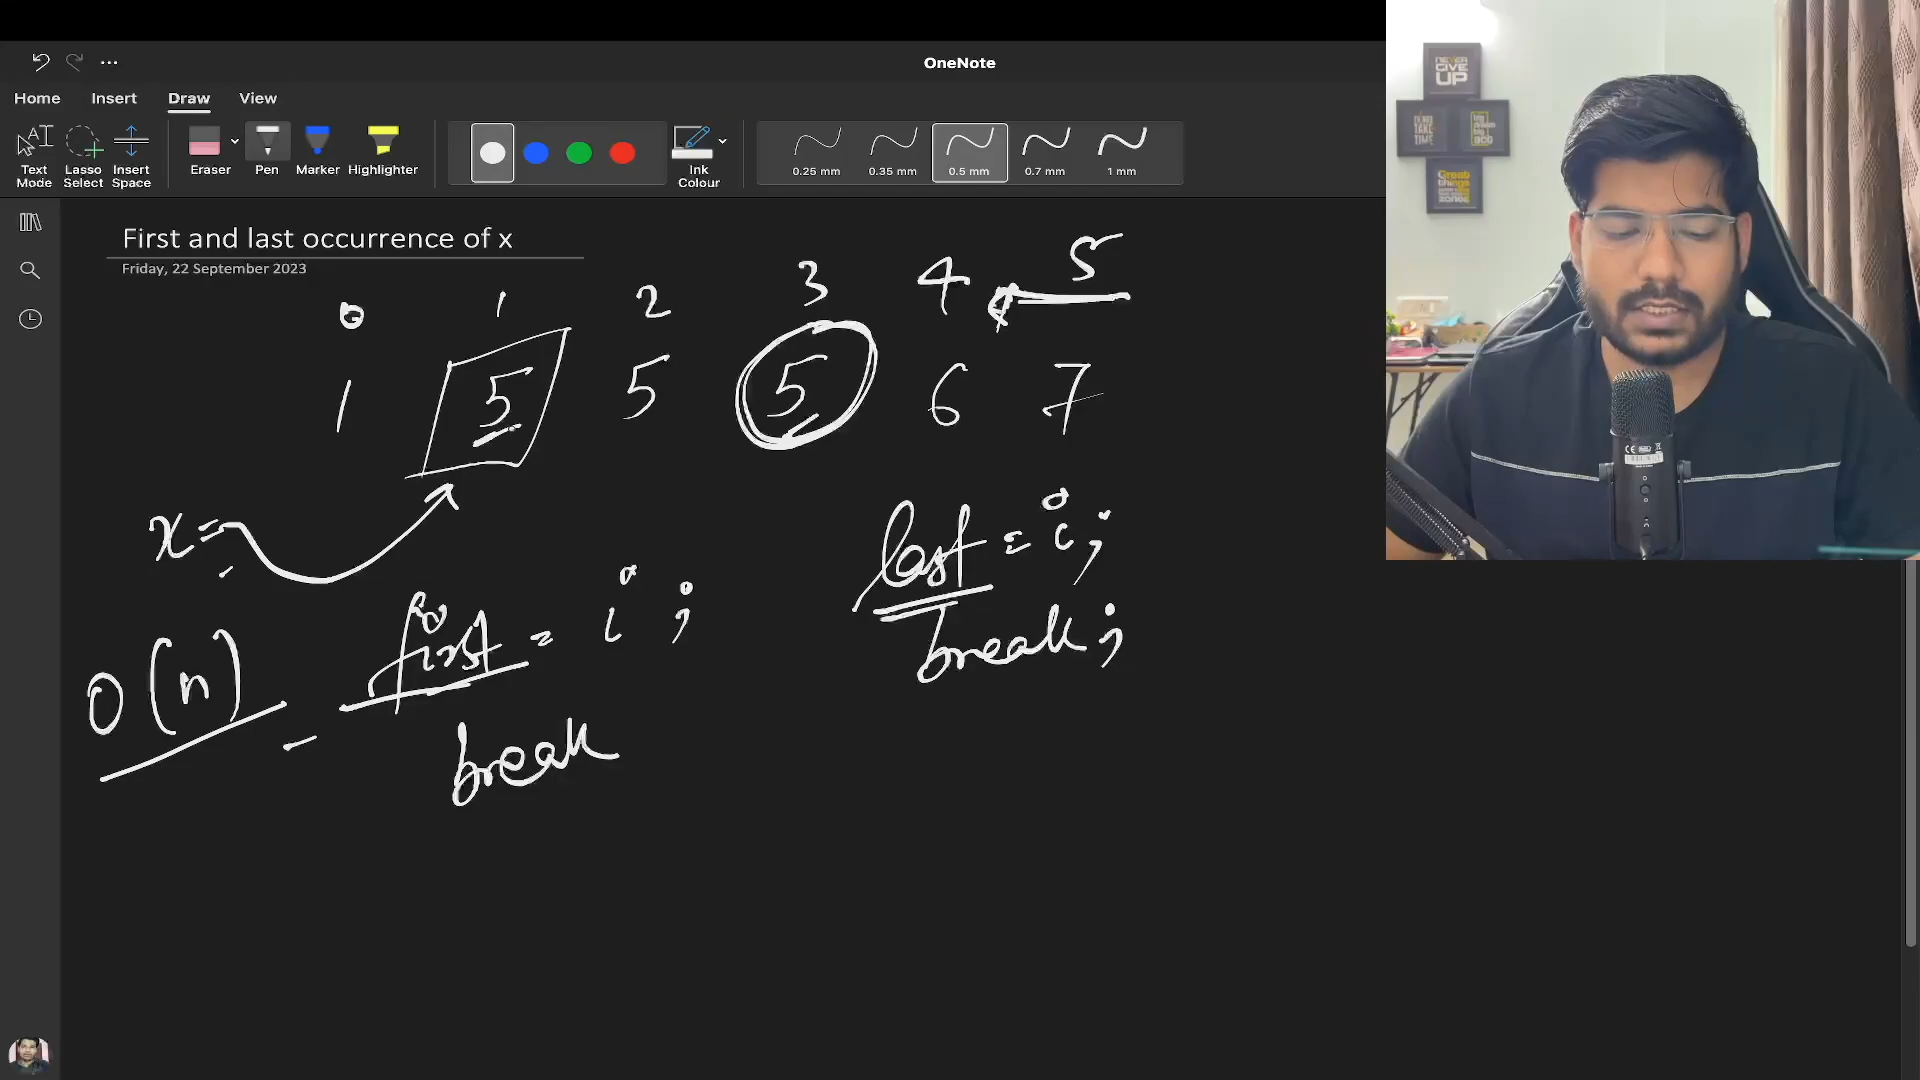 OneNote
Home Insert Draw View
Text Mode
Lasso Select
Insert Space
Eraser
Pen
Marker
Highlighter
Ink Colour
0.25 mm
0.35 mm
0.5 mm
0.7 mm
1 mm
NEVER GIVE UP
Great things
First and last occurrence of x
Friday, 22 September 2023
0 1 2 3 4 5
1 5 5 5 6 7
x =
last = i;
break;
first = i ;
break
O(n)